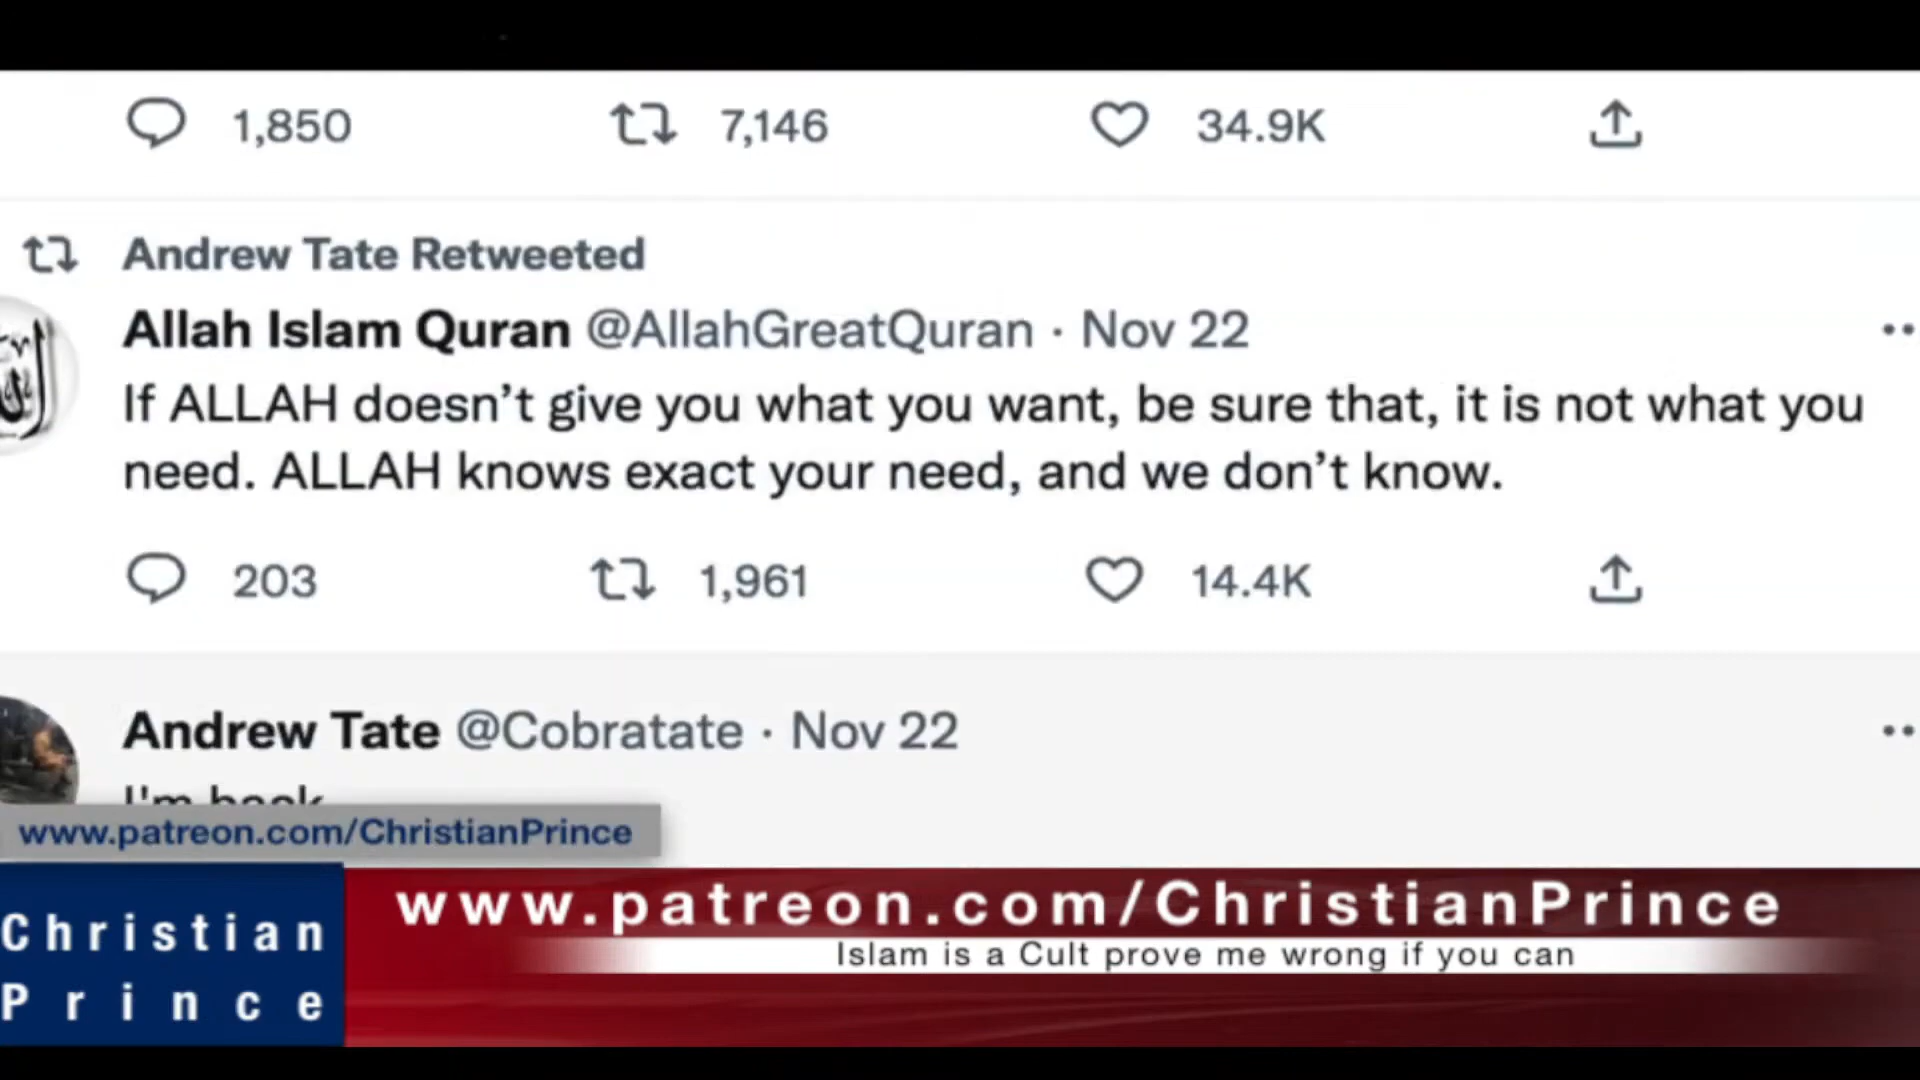 1,850 7,146 34.9K
Andrew Tate Retweeted
Allah Islam Quran @AllahGreatQuran · Nov 22
If ALLAH doesn’t give you what you want, be sure that, it is not what you
need. ALLAH knows exact your need, and we don’t know.
203 1,961 14.4K
Andrew Tate @Cobratate · Nov 22
I'm back
www.patreon.com/ChristianPrince
Christian
Prince
www.patreon.com/ChristianPrince
Islam is a Cult prove me wrong if you can